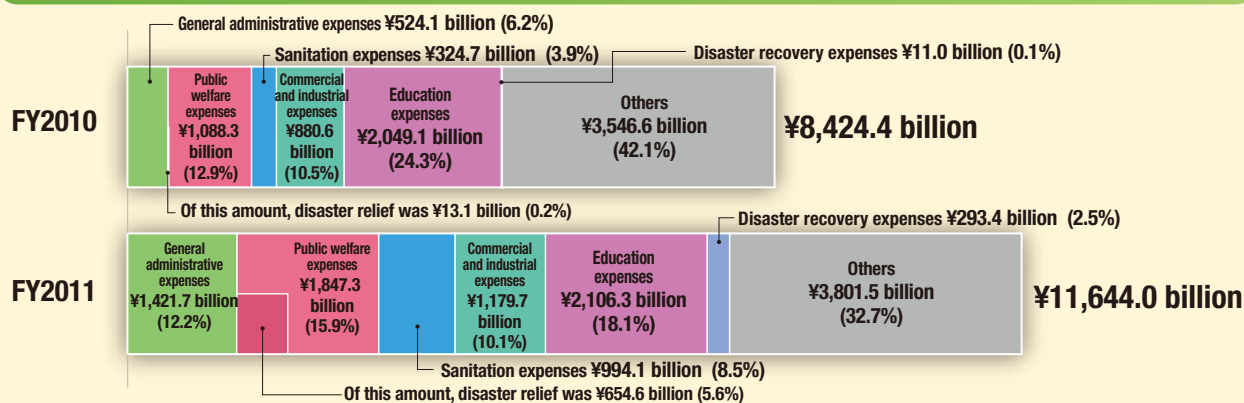 General administrative expenses ¥524.1 billion (6.2%)
Sanitation expenses ¥324.7 billion (3.9%)
Disaster recovery expenses ¥11.0 billion (0.1%)
FY2010
Public
welfare
expenses
¥1,088.3
billion
(12.9%)
Commercial
and industrial
expenses
¥880.6
billion
(10.5%)
Education
expenses
¥2,049.1 billion
(24.3%)
Others
¥3,546.6 billion
(42.1%)
¥8,424.4 billion
Of this amount, disaster relief was ¥13.1 billion (0.2%)
Disaster recovery expenses ¥293.4 billion (2.5%)
FY2011
General
administrative
expenses
¥1,421.7 billion
(12.2%)
Public welfare
expenses
¥1,847.3
billion
(15.9%)
Commercial
and industrial
expenses
¥1,179.7
billion
(10.1%)
Education
expenses
¥2,106.3 billion
(18.1%)
Others
¥3,801.5 billion
(32.7%)
¥11,644.0 billion
Sanitation expenses ¥994.1 billion (8.5%)
Of this amount, disaster relief was ¥654.6 billion (5.6%)